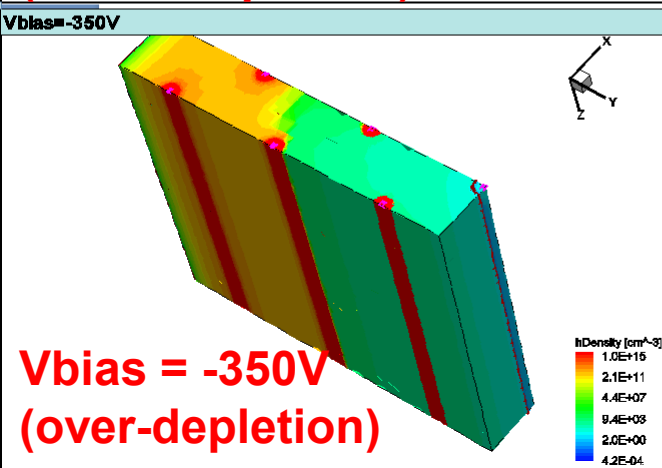 Vbias=-350V
X
Y
Z
hDensity [cm^-3]
1.0E+15
2.1E+11
4.4E+07
9.4E+03
2.0E+00
4.2E-04
Vbias = -350V
(over-depletion)